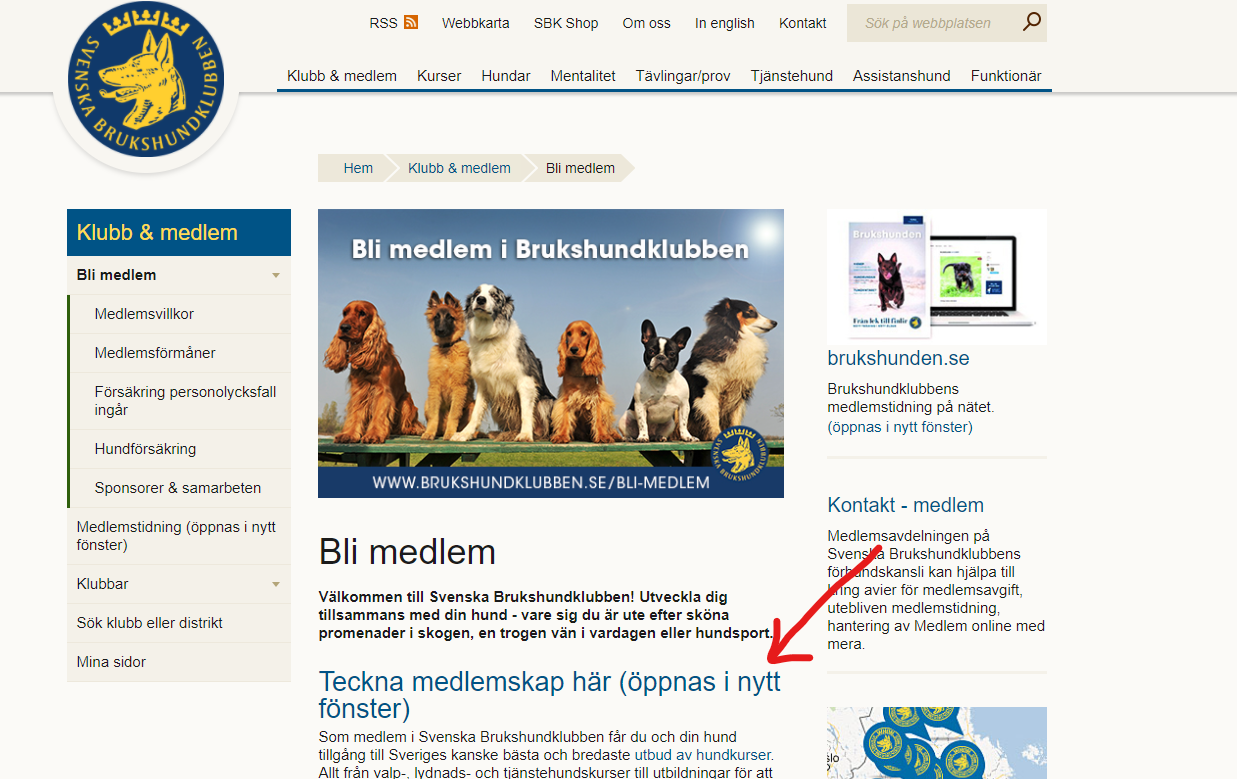 RSS Webbkarta SBK Shop Om oss In english Kontakt Sök på webbplatsen
SVENSKA BRUKSHUNDKLUBBEN
Klubb & medlem Kurser Hundar Mentalitet Tävlingar/prov Tjänstehund Assistanshund Funktionär
Hem Klubb & medlem Bli medlem
Klubb & medlem
Bli medlem
Medlemsvillkor
Medlemsförmåner
Försäkring personolycksfall
ingår
Hundförsäkring
Sponsorer & samarbeten
Medlemstidning (öppnas i nytt
fönster)
Klubbar
Sök klubb eller distrikt
Mina sidor
Bli medlem i Brukshundklubben
SVENSKA BRUKSHUNDKLUBBEN
WWW.BRUKSHUNDKLUBBEN.SE/BLI-MEDLEM
Bli medlem
Välkommen till Svenska Brukshundklubben! Utveckla dig
tillsammans med din hund - vare sig du är ute efter sköna
promenader i skogen, en trogen vän i vardagen eller hundsport.
Teckna medlemskap här (öppnas i nytt
fönster)
Som medlem i Svenska Brukshundklubben får du och din hund
tillgång till Sveriges kanske bästa och bredaste utbud av hundkurser.
Allt från valp-, lydnads- och tjänstehundskurser till utbildningar för att
Brukshunden
Från lek till finlir
brukshunden.se
Brukshundklubbens
medlemstidning på nätet.
(öppnas i nytt fönster)
Kontakt - medlem
Medlemsavdelningen på
Svenska Brukshundklubbens
förbundskansli kan hjälpa till
kring avier för medlemsavgift,
utebliven medlemstidning,
hantering av Medlem online med
mera.
slo